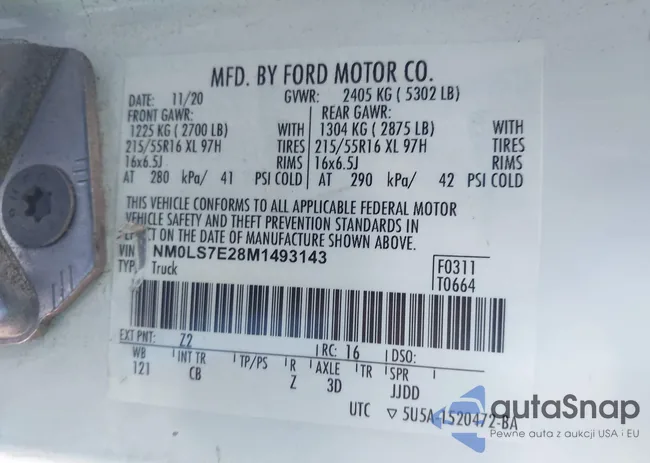 MFD. BY FORD MOTOR CO.
DATE: 11/20 GVWR: 2405 KG ( 5302 LB)
FRONT GAWR: REAR GAWR:
1225 KG ( 2700 LB) WITH 1304 KG ( 2875 LB) WITH
215/55R16 XL 97H TIRES 215/55R16 XL 97H TIRES
16x6.5J RIMS 16x6.5J RIMS
AT 280 kPa/ 41 PSI COLD AT 290 kPa/ 42 PSI COLD
THIS VEHICLE CONFORMS TO ALL APPLICABLE FEDERAL MOTOR
VEHICLE SAFETY AND THEFT PREVENTION STANDARDS IN
EFFECT ON THE DATE OF MANUFACTURE SHOWN ABOVE.
VIN NM0LS7E28M1493143
TYPE Truck
F0311
T0664
EXT PNT: Z2 RC: 16 DSO:
WB INT TR TP/PS R AXLE TR SPR
121 CB Z 3D JJDD
UTC ▽ 5U5A-1520472-BA
autaSnap
Pewne auta z aukcji USA i EU